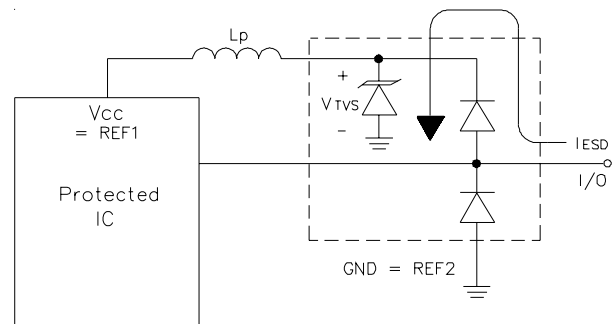 Lp
+
VTVS
-
Vcc
= REF1
Protected
IC
IESD
I/O
GND = REF2